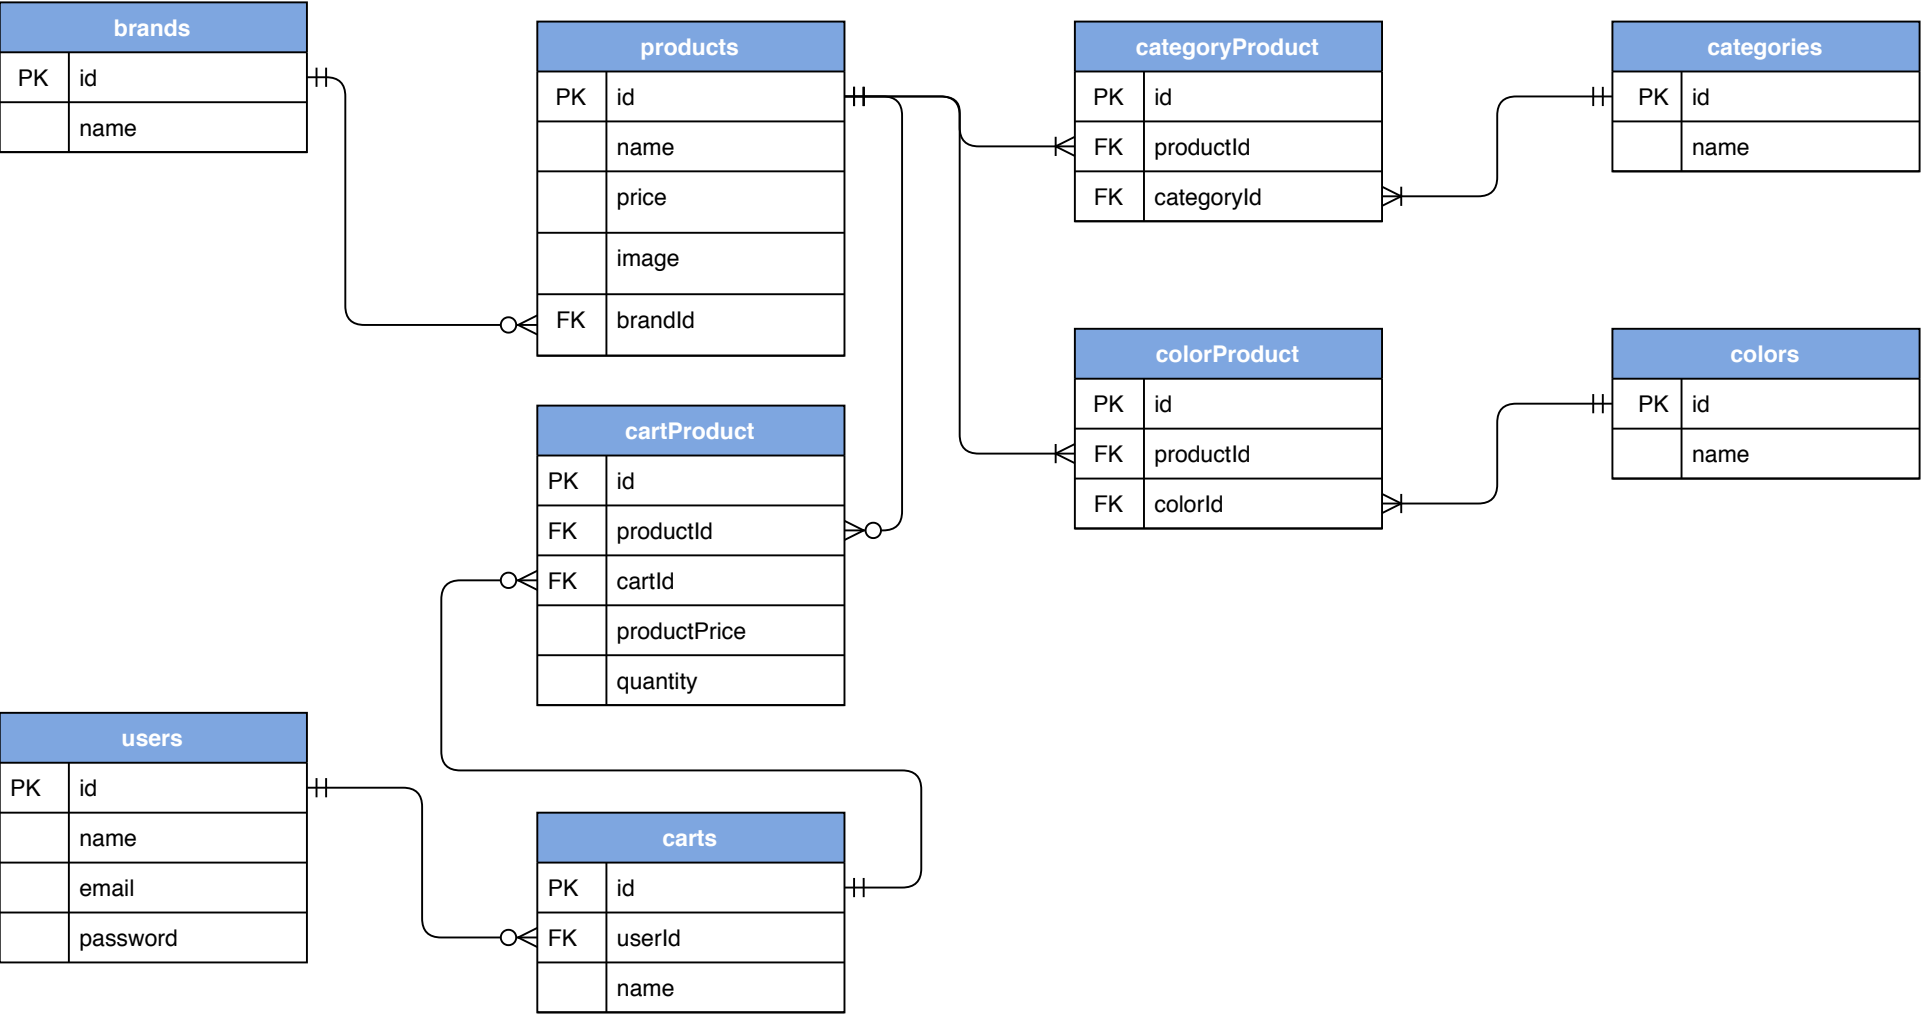 brands
PK id
name
products
PK id
name
price
image
FK brandId
categoryProduct
PK id
FK productId
FK categoryId
categories
PK id
name
colorProduct
PK id
FK productId
FK colorId
colors
PK id
name
cartProduct
PK id
FK productId
FK cartId
productPrice
quantity
users
PK id
name
email
password
carts
PK id
FK userId
name